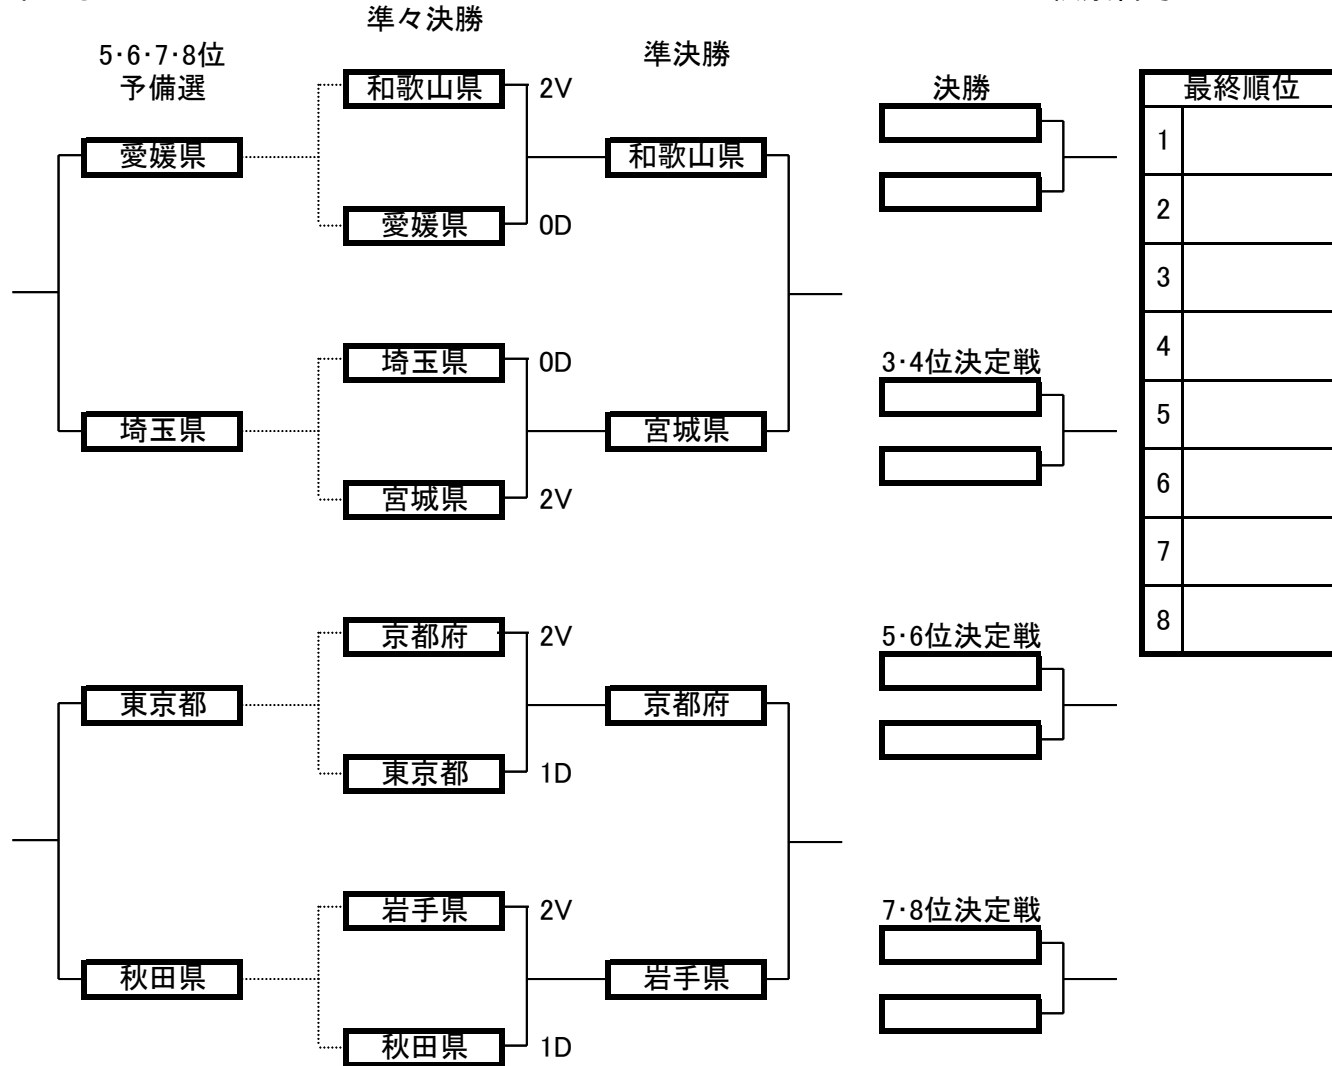 準々決勝
5･6･7･8位
予備選
準決勝
決勝
最終順位
和歌山県 2V
愛媛県
和歌山県
愛媛県 0D
埼玉県 0D
埼玉県
宮城県
宮城県 2V
京都府 2V
東京都
京都府
東京都 1D
岩手県 2V
秋田県
岩手県
秋田県 1D
3･4位決定戦
5･6位決定戦
7･8位決定戦
1
2
3
4
5
6
7
8